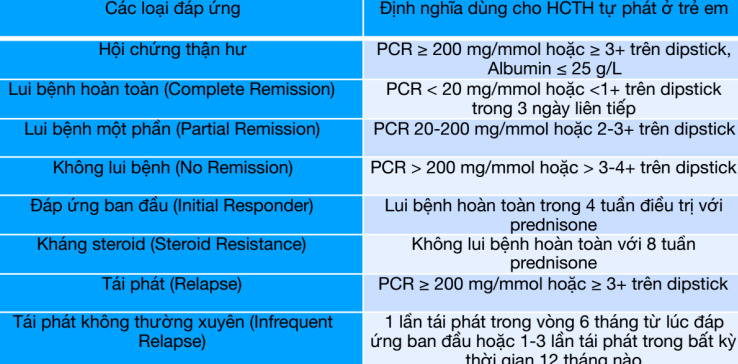 Các loại đáp ứng
Định nghĩa dùng cho HCTH tự phát ở trẻ em
Hội chứng thận hư
PCR ≥ 200 mg/mmol hoặc ≥ 3+ trên dipstick,
Albumin ≤ 25 g/L
Lui bệnh hoàn toàn (Complete Remission)
PCR < 20 mg/mmol hoặc <1+ trên dipstick
trong 3 ngày liên tiếp
Lui bệnh một phần (Partial Remission)
PCR 20-200 mg/mmol hoặc 2-3+ trên dipstick
Không lui bệnh (No Remission)
PCR > 200 mg/mmol hoặc > 3-4+ trên dipstick
Đáp ứng ban đầu (Initial Responder)
Lui bệnh hoàn toàn trong 4 tuần điều trị với
prednisone
Kháng steroid (Steroid Resistance)
Không lui bệnh hoàn toàn với 8 tuần
prednisone
Tái phát (Relapse)
PCR ≥ 200 mg/mmol hoặc ≥ 3+ trên dipstick
Tái phát không thường xuyên (Infrequent
Relapse)
1 lần tái phát trong vòng 6 tháng từ lúc đáp
ứng ban đầu hoặc 1-3 lần tái phát trong bất kỳ
thời gian 12 tháng nào